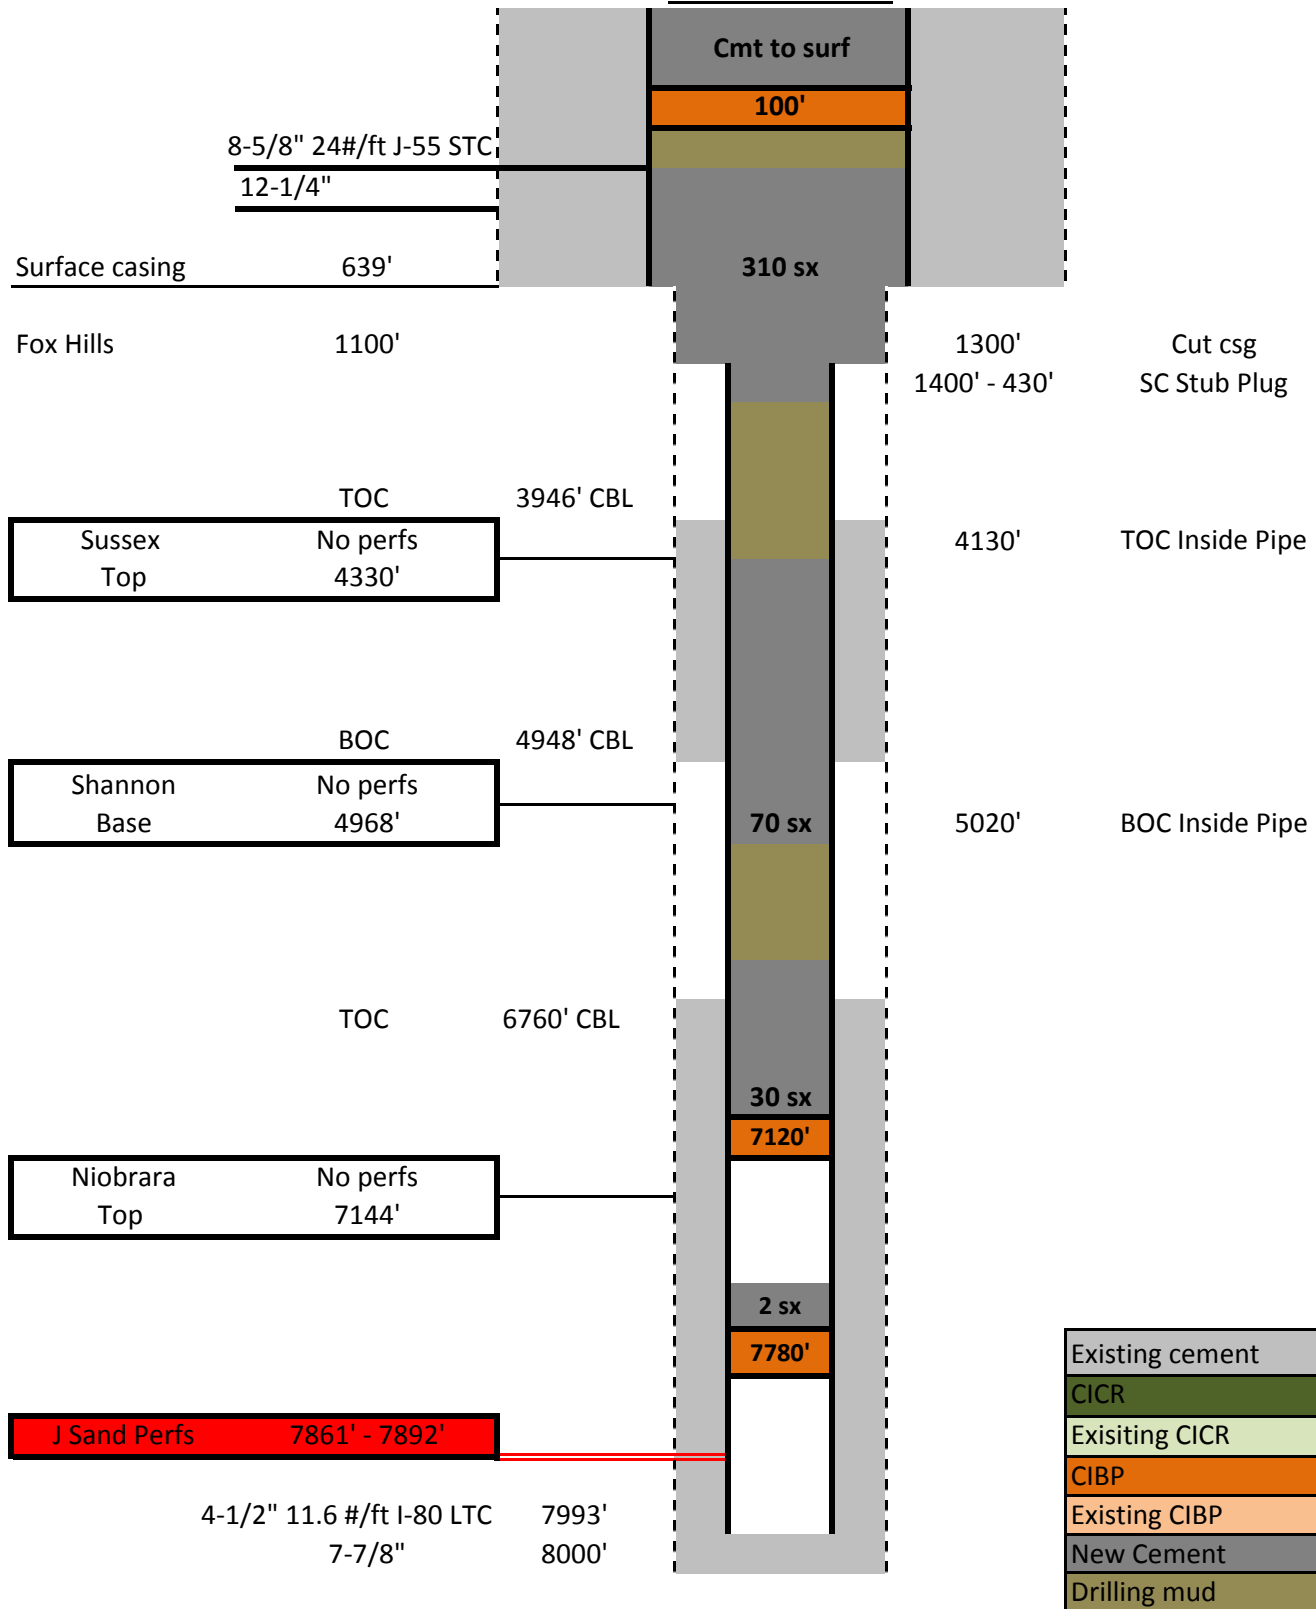 Cmt to surf
100'
8-5/8" 24#/ft J-55 STC
12-1/4"
Surface casing 639' 310 sx
Fox Hills 1100' 1300' Cut csg
1400' - 430' SC Stub Plug
TOC 3946' CBL
Sussex No perfs 4130' TOC Inside Pipe
Top 4330'
BOC 4948' CBL
Shannon No perfs
Base 4968' 70 sx 5020' BOC Inside Pipe
TOC 6760' CBL
30 sx
7120'
Niobrara No perfs
Top 7144'
2 sx
7780'
Existing cement
CICR
J Sand Perfs 7861' - 7892'
Exisiting CICR
CIBP
4-1/2" 11.6 #/ft I-80 LTC 7993'
Existing CIBP
7-7/8" 8000'
New Cement
Drilling mud